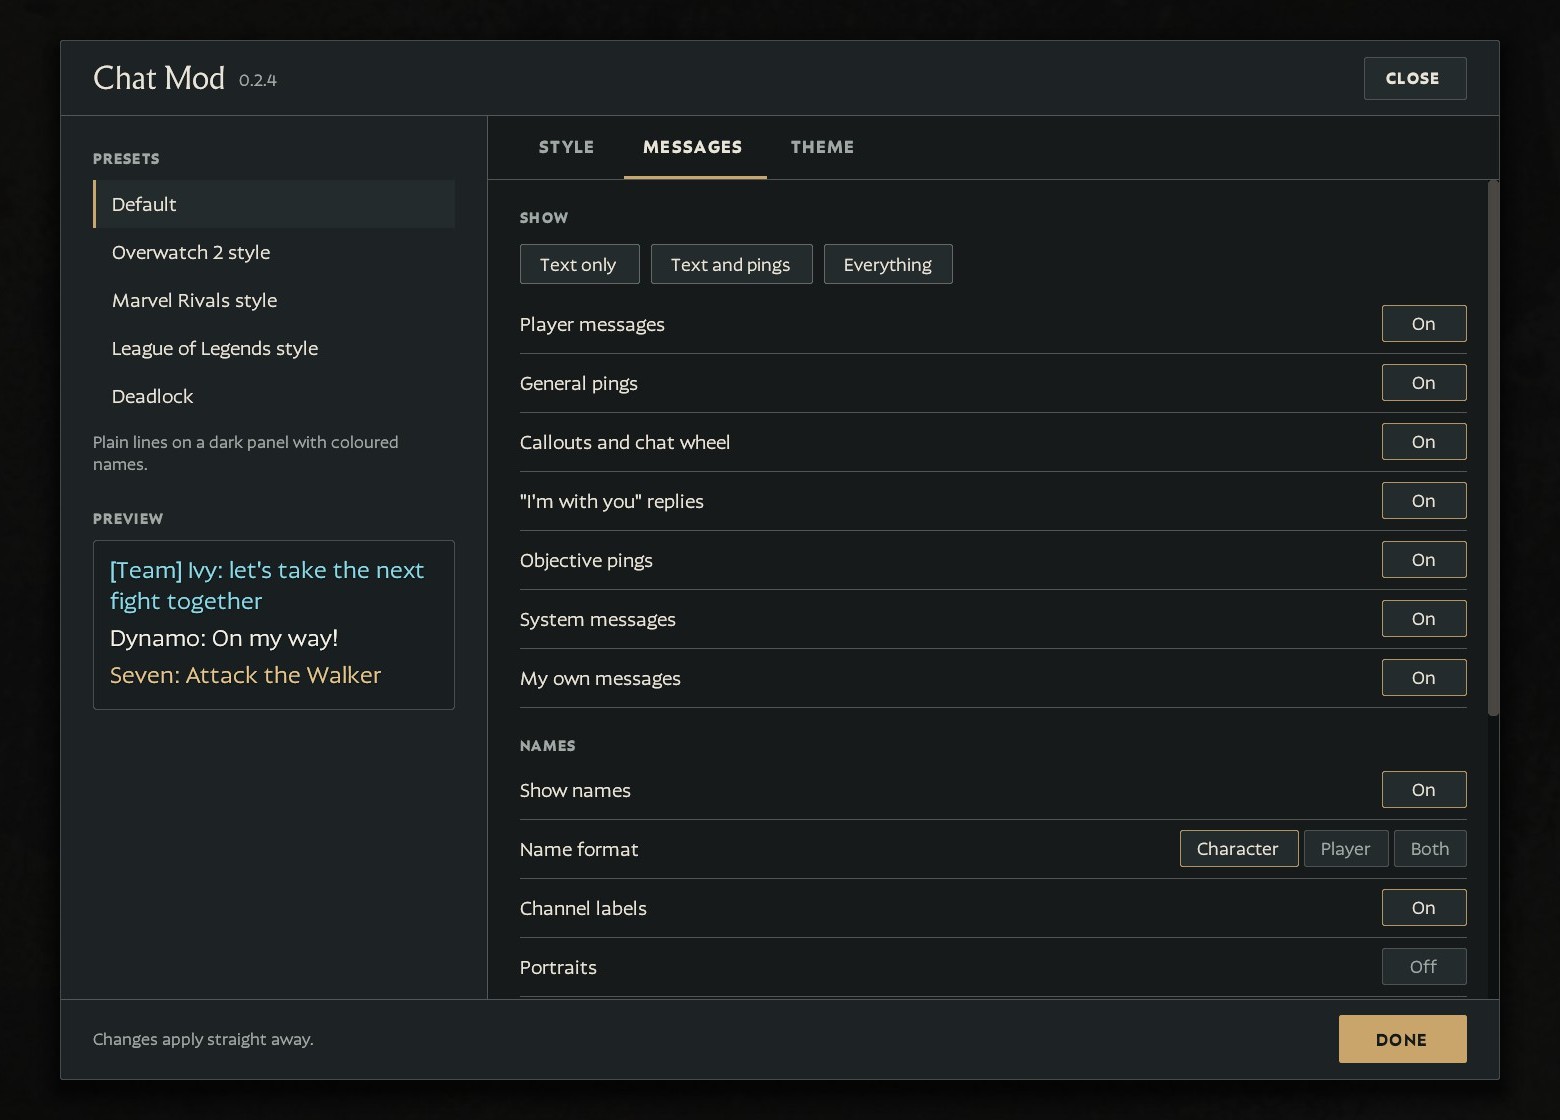 Chat Mod 0.2.4
CLOSE
PRESETS
Default
Overwatch 2 style
Marvel Rivals style
League of Legends style
Deadlock
Plain lines on a dark panel with coloured
names.
PREVIEW
[Team] Ivy: let's take the next
fight together
Dynamo: On my way!
Seven: Attack the Walker
STYLE MESSAGES THEME
SHOW
Text only Text and pings Everything
Player messages On
General pings On
Callouts and chat wheel On
"I'm with you" replies On
Objective pings On
System messages On
My own messages On
NAMES
Show names On
Name format Character Player Both
Channel labels On
Portraits Off
Changes apply straight away.
DONE